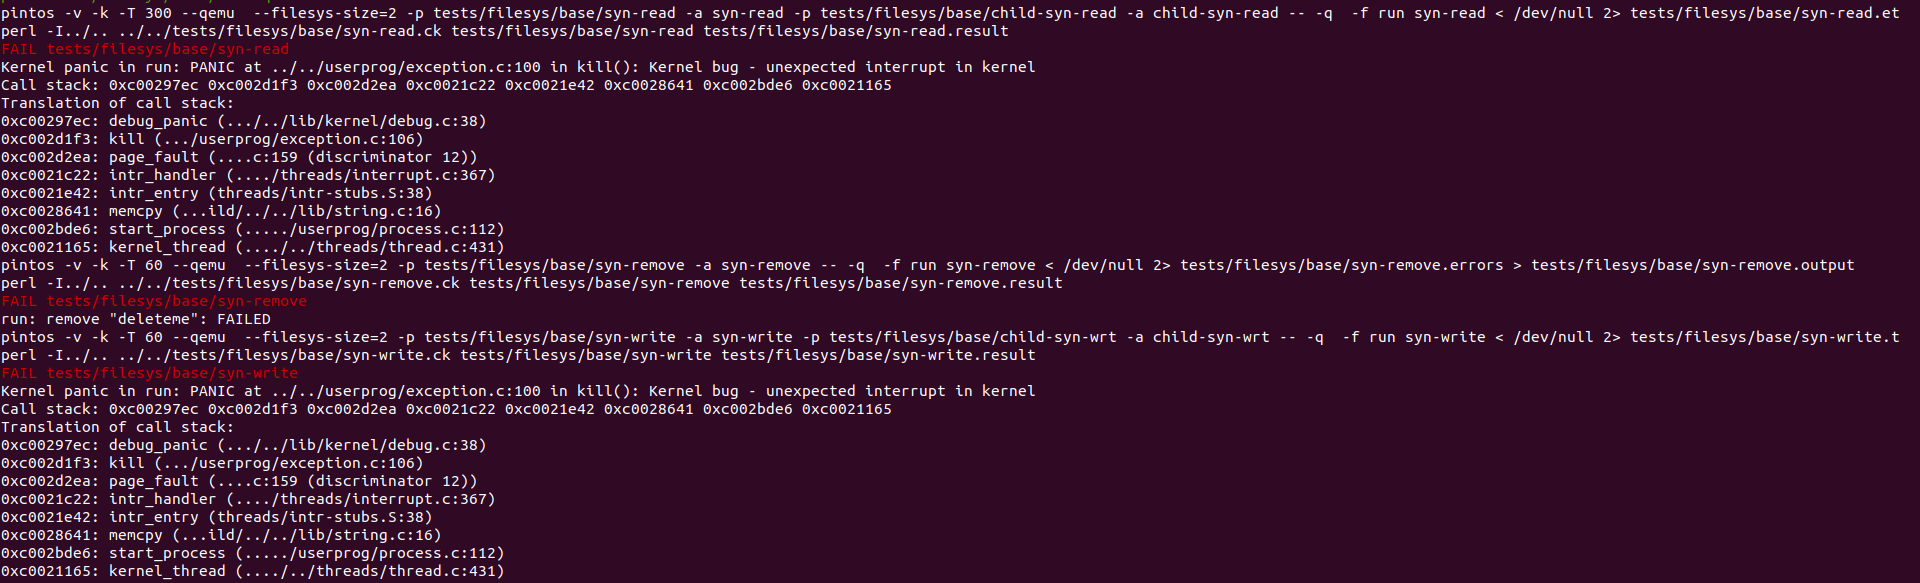 pintos -v -k -T 300 --qemu  --filesys-size=2 -p tests/filesys/base/syn-read -a syn-read -p tests/filesys/base/child-syn-read -a child-syn-read -- -q  -f run syn-read < /dev/null 2> tests/filesys/base/syn-read.et
perl -I../.. ../../tests/filesys/base/syn-read.ck tests/filesys/base/syn-read tests/filesys/base/syn-read.result
FAIL tests/filesys/base/syn-read
Kernel panic in run: PANIC at ../../userprog/exception.c:100 in kill(): Kernel bug - unexpected interrupt in kernel
Call stack: 0xc00297ec 0xc002d1f3 0xc002d2ea 0xc0021c22 0xc0021e42 0xc0028641 0xc002bde6 0xc0021165
Translation of call stack:
0xc00297ec: debug_panic (.../../lib/kernel/debug.c:38)
0xc002d1f3: kill (.../userprog/exception.c:106)
0xc002d2ea: page_fault (....c:159 (discriminator 12))
0xc0021c22: intr_handler (..../threads/interrupt.c:367)
0xc0021e42: intr_entry (threads/intr-stubs.S:38)
0xc0028641: memcpy (...ild/../../lib/string.c:16)
0xc002bde6: start_process (...../userprog/process.c:112)
0xc0021165: kernel_thread (..../../threads/thread.c:431)
pintos -v -k -T 60 --qemu  --filesys-size=2 -p tests/filesys/base/syn-remove -a syn-remove -- -q  -f run syn-remove < /dev/null 2> tests/filesys/base/syn-remove.errors > tests/filesys/base/syn-remove.output
perl -I../.. ../../tests/filesys/base/syn-remove.ck tests/filesys/base/syn-remove tests/filesys/base/syn-remove.result
FAIL tests/filesys/base/syn-remove
run: remove "deleteme": FAILED
pintos -v -k -T 60 --qemu  --filesys-size=2 -p tests/filesys/base/syn-write -a syn-write -p tests/filesys/base/child-syn-wrt -a child-syn-wrt -- -q  -f run syn-write < /dev/null 2> tests/filesys/base/syn-write.t
perl -I../.. ../../tests/filesys/base/syn-write.ck tests/filesys/base/syn-write tests/filesys/base/syn-write.result
FAIL tests/filesys/base/syn-write
Kernel panic in run: PANIC at ../../userprog/exception.c:100 in kill(): Kernel bug - unexpected interrupt in kernel
Call stack: 0xc00297ec 0xc002d1f3 0xc002d2ea 0xc0021c22 0xc0021e42 0xc0028641 0xc002bde6 0xc0021165
Translation of call stack:
0xc00297ec: debug_panic (.../../lib/kernel/debug.c:38)
0xc002d1f3: kill (.../userprog/exception.c:106)
0xc002d2ea: page_fault (....c:159 (discriminator 12))
0xc0021c22: intr_handler (..../threads/interrupt.c:367)
0xc0021e42: intr_entry (threads/intr-stubs.S:38)
0xc0028641: memcpy (...ild/../../lib/string.c:16)
0xc002bde6: start_process (...../userprog/process.c:112)
0xc0021165: kernel_thread (..../../threads/thread.c:431)